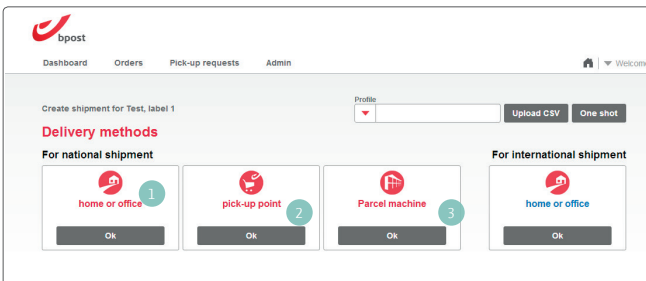 bpost
Dashboard Orders Pick-up requests Admin
Welcome
Create shipment for Test, label 1
Profile
Upload CSV One shot
Delivery methods
For national shipment For international shipment
home or office 1 pick-up point 2 Parcel machine 3 home or office
Ok Ok Ok Ok